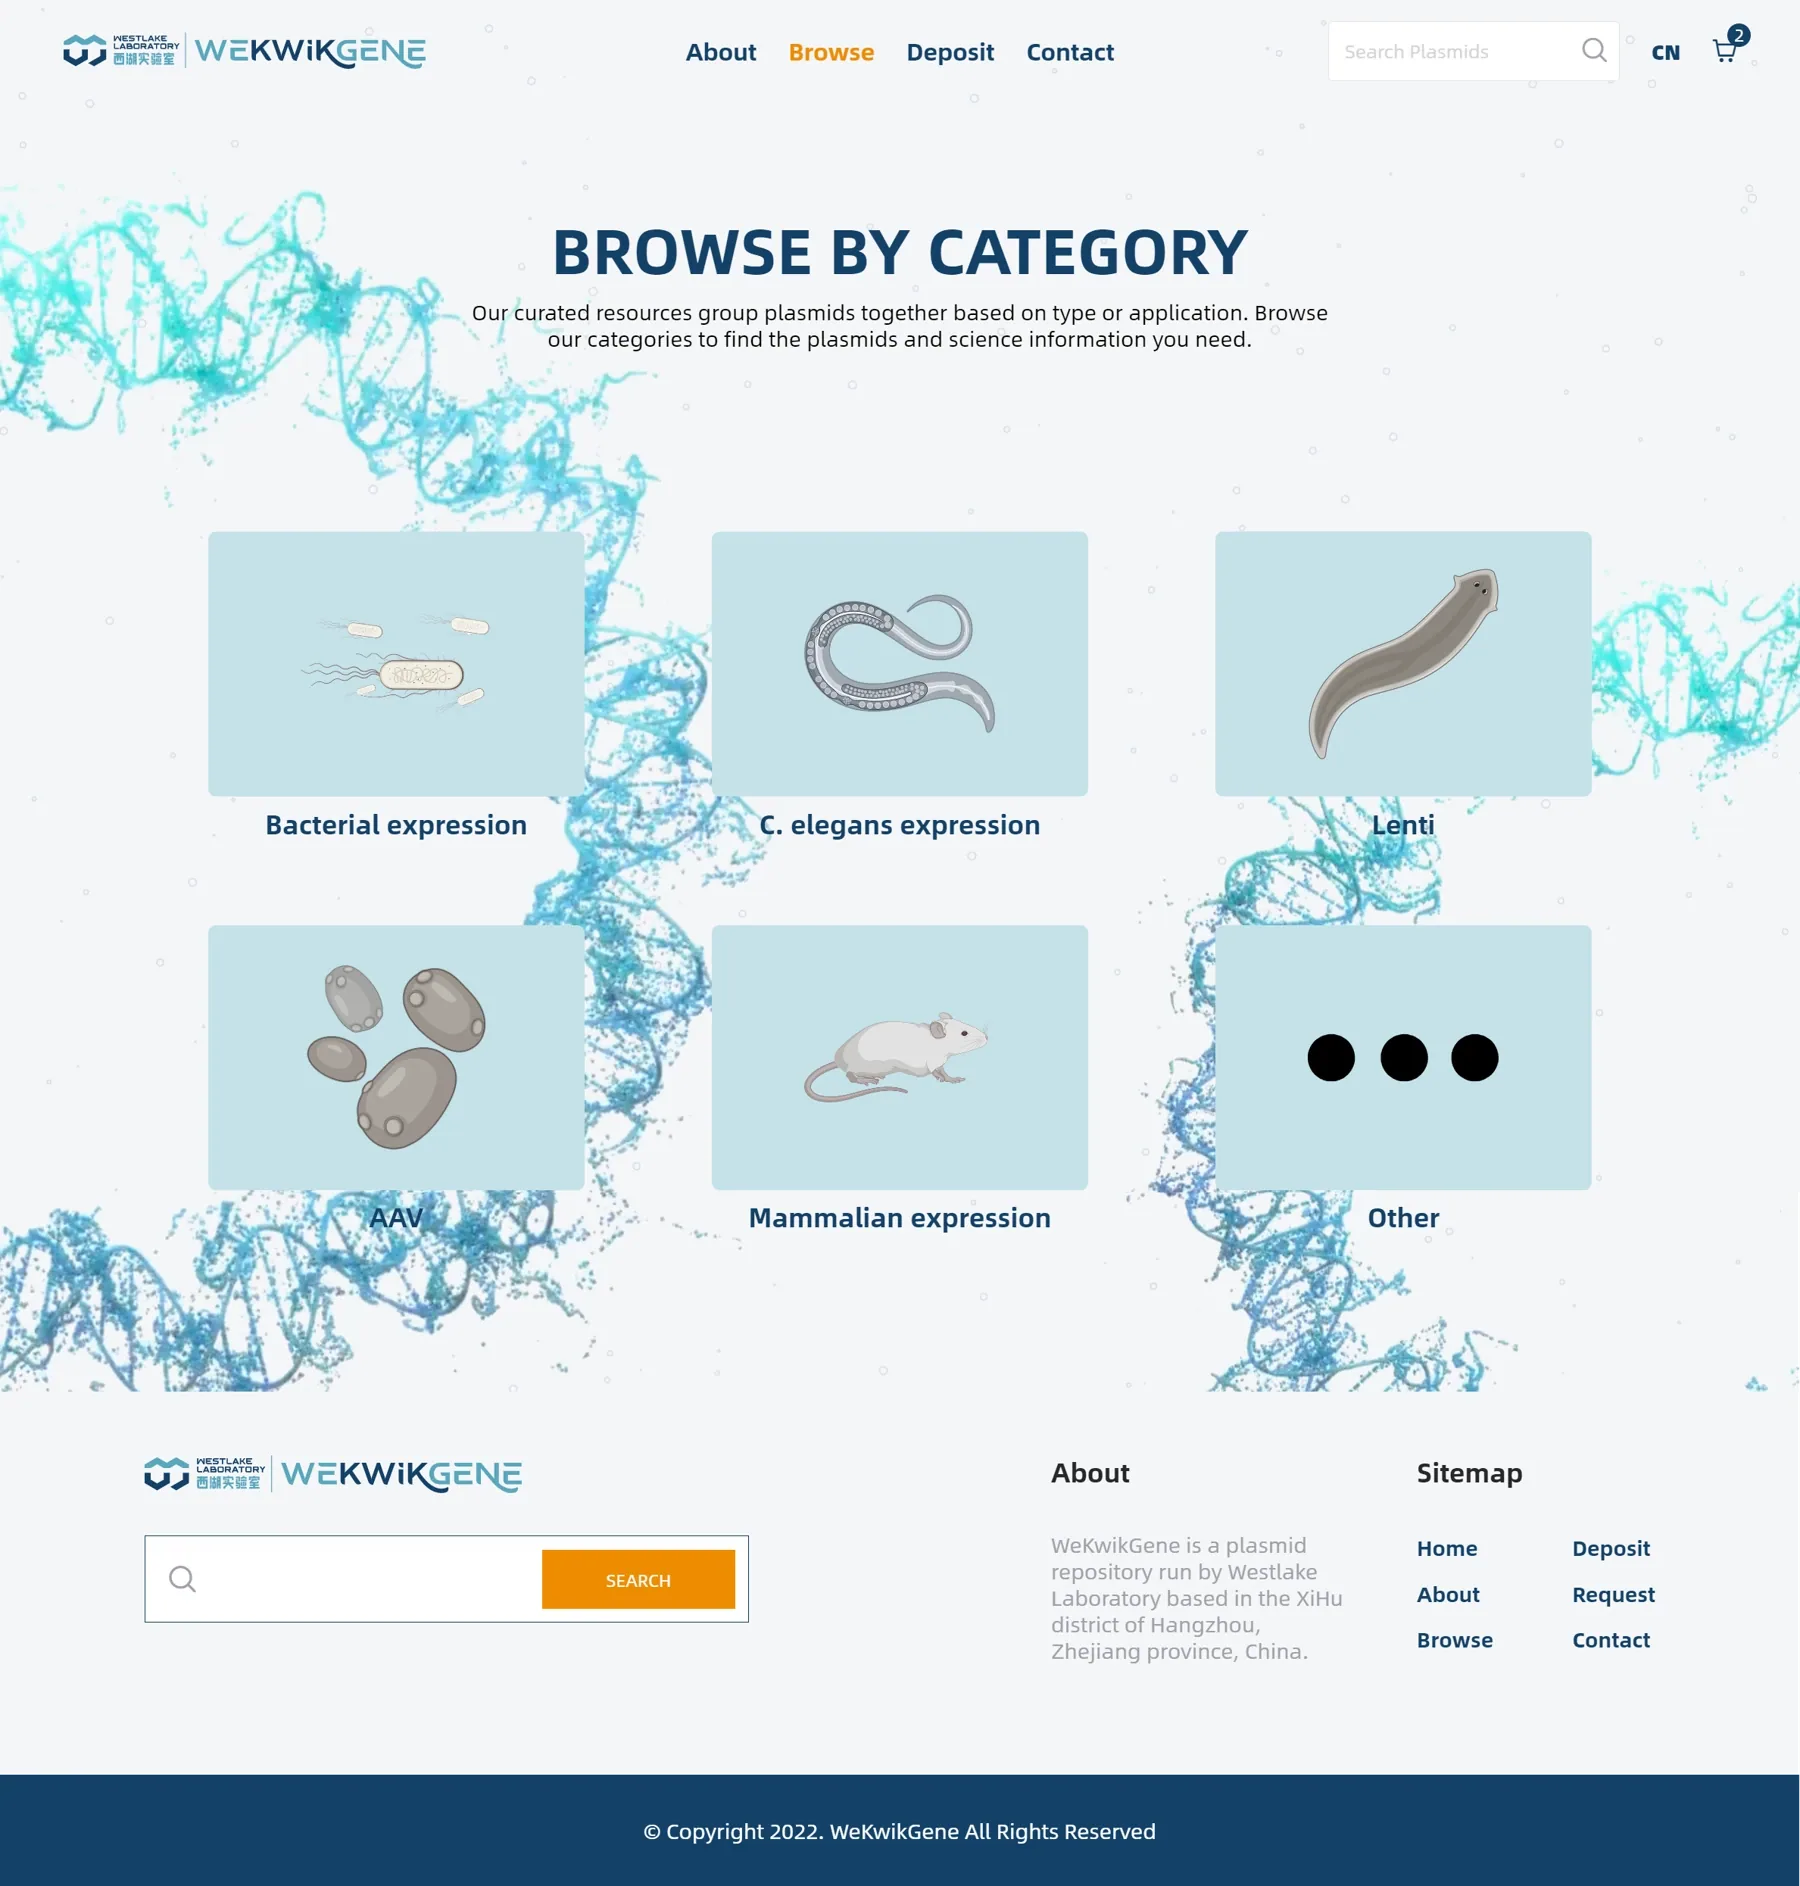 WESTLAKE
LABORATORY
西湖实验室
WEKWiKGENE
About
Browse
Deposit
Contact
Search Plasmids
CN
2
BROWSE BY CATEGORY
Our curated resources group plasmids together based on type or application. Browse
our categories to find the plasmids and science information you need.
Bacterial expression
C. elegans expression
Lenti
AAV
Mammalian expression
Other
WESTLAKE
LABORATORY
西湖实验室
WEKWiKGENE
SEARCH
About
WeKwikGene is a plasmid
repository run by Westlake
Laboratory based in the XiHu
district of Hangzhou,
Zhejiang province, China.
Sitemap
Home
Deposit
About
Request
Browse
Contact
© Copyright 2022. WeKwikGene All Rights Reserved